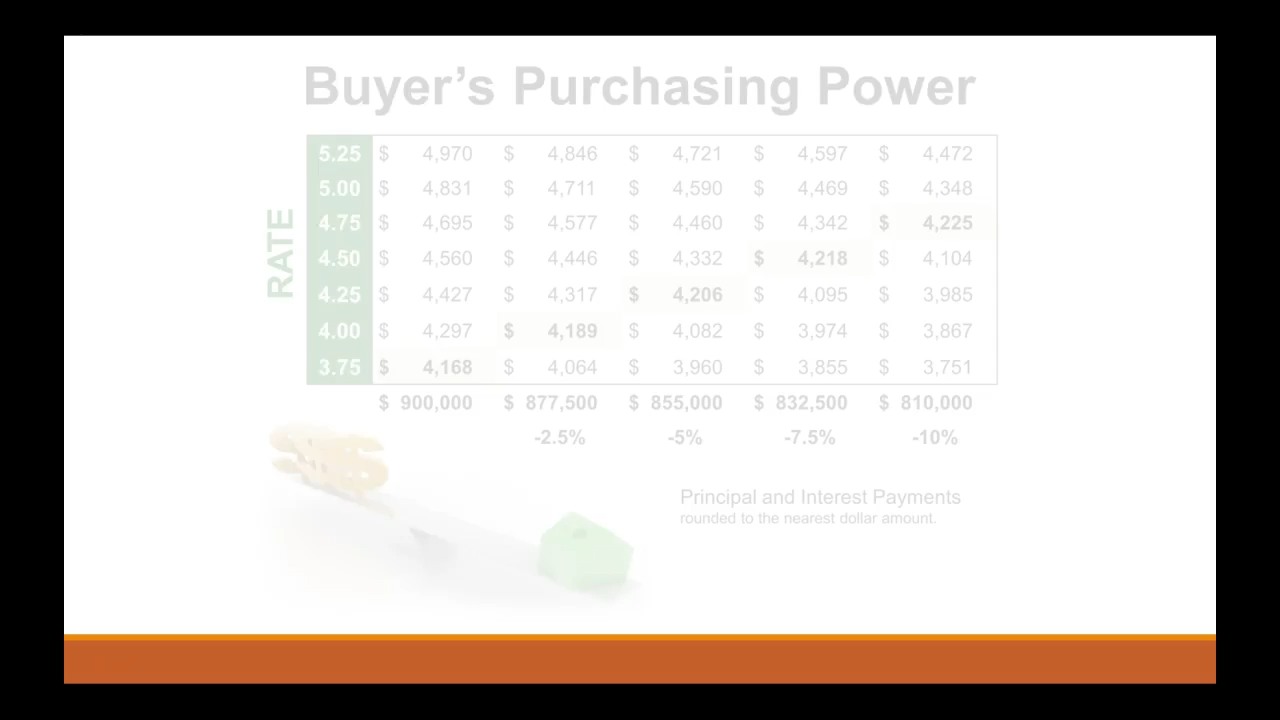 Buyer's Purchasing Power
RATE
5.25 $ 4,970 $ 4,846 $ 4,721 $ 4,597 $ 4,472
5.00 $ 4,831 $ 4,711 $ 4,590 $ 4,469 $ 4,348
4.75 $ 4,695 $ 4,577 $ 4,460 $ 4,342 $ 4,225
4.50 $ 4,560 $ 4,446 $ 4,332 $ 4,218 $ 4,104
4.25 $ 4,427 $ 4,317 $ 4,206 $ 4,095 $ 3,985
4.00 $ 4,297 $ 4,189 $ 4,082 $ 3,974 $ 3,867
3.75 $ 4,168 $ 4,064 $ 3,960 $ 3,855 $ 3,751
$ 900,000 $ 877,500 $ 855,000 $ 832,500 $ 810,000
-2.5% -5% -7.5% -10%
Principal and Interest Payments
rounded to the nearest dollar amount.